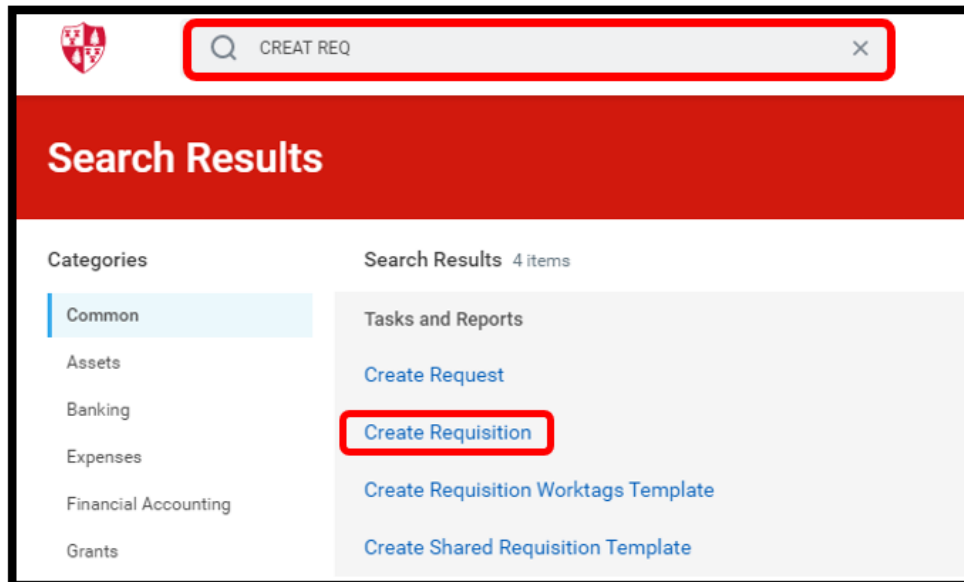 CREAT REQ
Search Results
Categories
Common
Assets
Banking
Expenses
Financial Accounting
Grants
Search Results 4 items
Tasks and Reports
Create Request
Create Requisition
Create Requisition Worktags Template
Create Shared Requisition Template